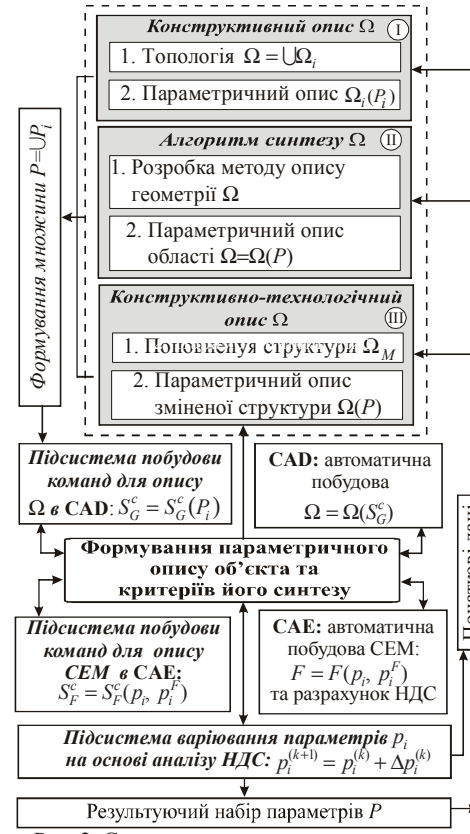 Конструктивний опис Ω
I
1. Топологія Ω = ∪Ω_i
2. Параметричний опис Ω_i(P_i)
Алгоритм синтезу Ω
II
1. Розробка методу опису
геометрії Ω
2. Параметричний опис
області Ω=Ω(P)
Конструктивно-технологічний
опис Ω
III
1. структури Ω_M
2. Параметричний опис
зміненої структури Ω(P)
Формування множини P=∪P_i
Підсистема побудови
команд для опису
Ω в CAD: S_G^c = S_G^c(P_i)
CAD: автоматична
побудова
Ω = Ω(S_G^c)
Формування параметричного
опису об'єкта та
критеріїв його синтезу
Підсистема побудови
команд для опису
СЕМ в CAE:
S_F^c = S_F^c(p_i, p_i^F)
CAE: автоматична
побудова СЕМ:
F = F(p_i, p_i^F)
та разрахунок НДС
Підсистема варіювання параметрів p_i
на основі аналізу НДС: p_i^(k+1) = p_i^(k) + Δp_i^(k)
Результуючий набір параметрів P